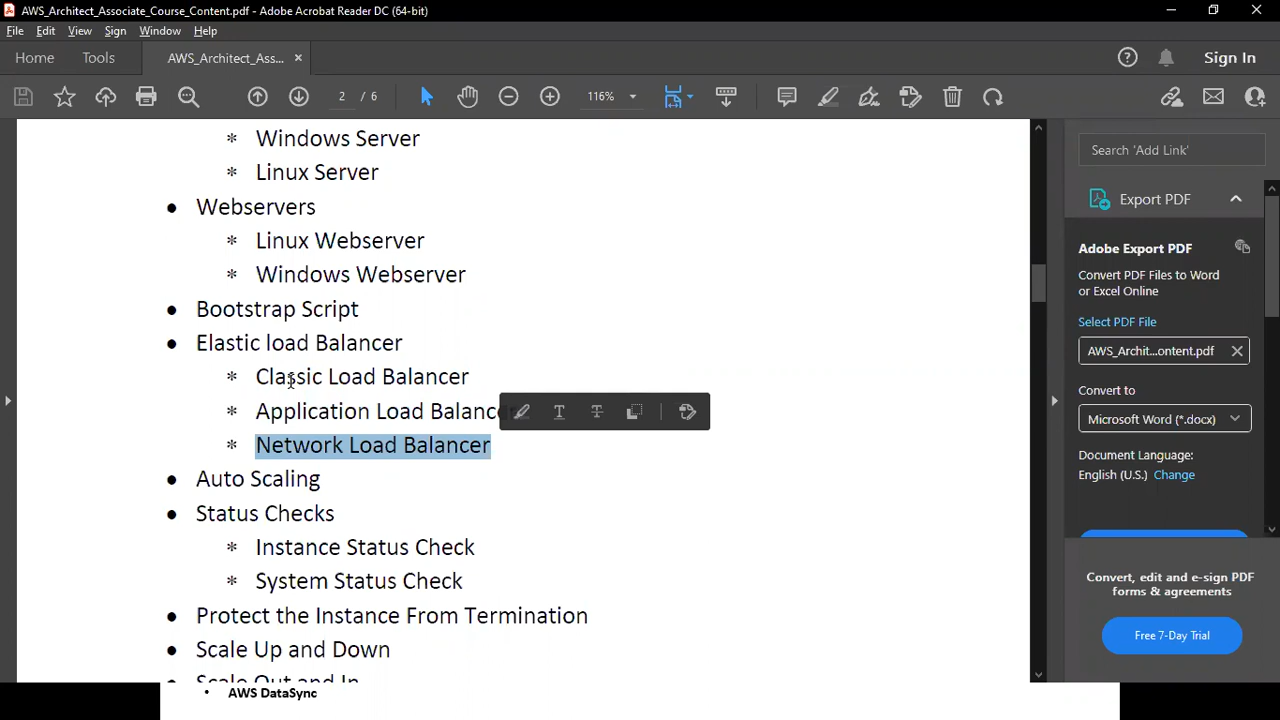 AWS_Architect_Associate_Course_Content.pdf - Adobe Acrobat Reader DC (64-bit)
File Edit View Sign Window Help
Home Tools AWS_Architect_Ass... × Sign In
2 / 6 116%
* Windows Server
* Linux Server
• Webservers
* Linux Webserver
* Windows Webserver
• Bootstrap Script
• Elastic load Balancer
* Classic Load Balancer
* Application Load Balance
* Network Load Balancer
• Auto Scaling
• Status Checks
* Instance Status Check
* System Status Check
• Protect the Instance From Termination
• Scale Up and Down
• Scale Out and In
• AWS DataSync
Search 'Add Link'
Export PDF
Adobe Export PDF
Convert PDF Files to Word
or Excel Online
Select PDF File
AWS_Archit...ontent.pdf
Convert to
Microsoft Word (*.docx)
Document Language:
English (U.S.) Change
Convert, edit and e-sign PDF
forms & agreements
Free 7-Day Trial